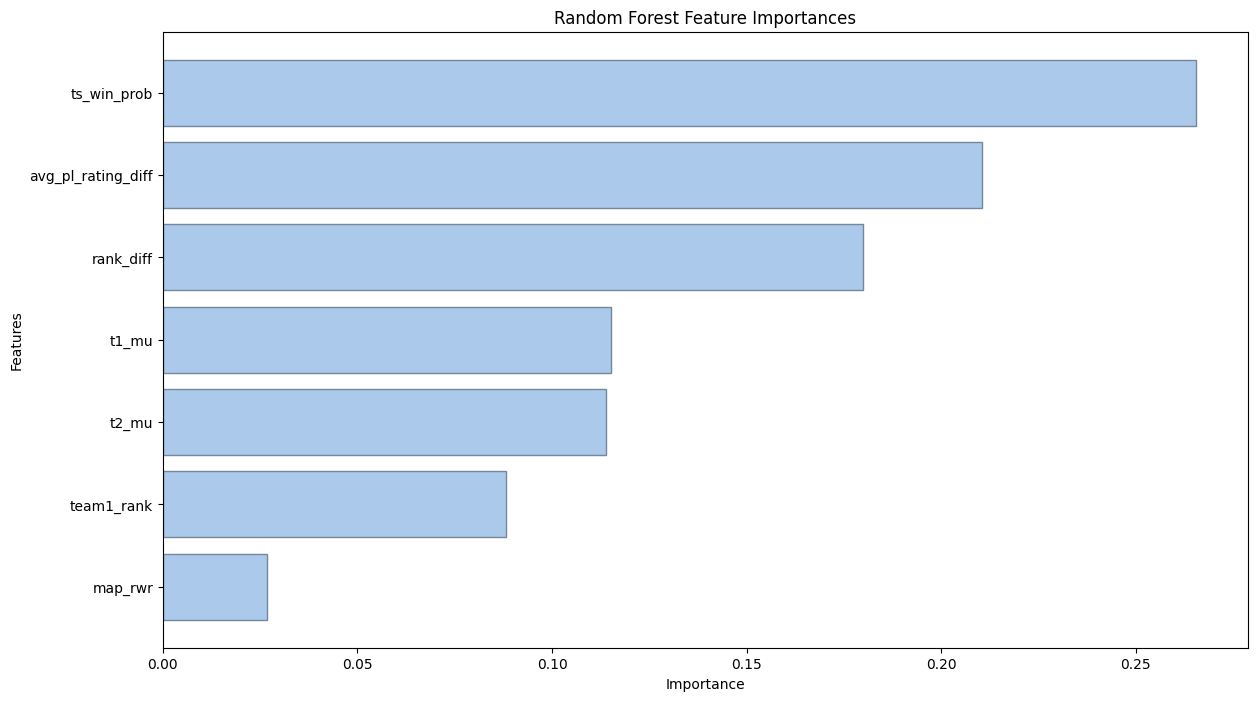 Random Forest Feature Importances
ts_win_prob
avg_pl_rating_diff
rank_diff
t1_mu
t2_mu
team1_rank
map_rwr
Features
0.00 0.05 0.10 0.15 0.20 0.25
Importance